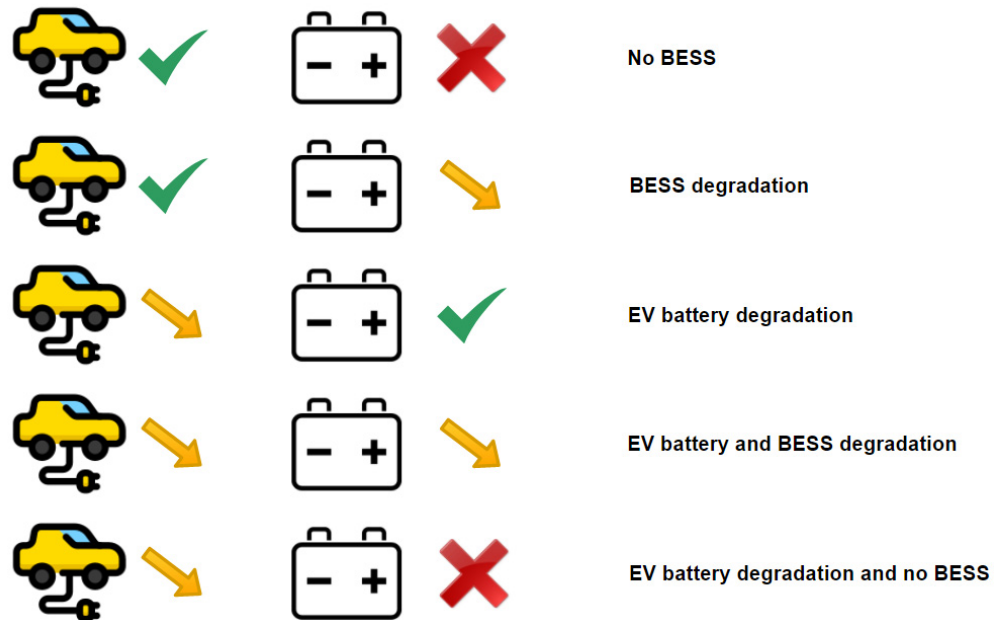 No BESS
BESS degradation
EV battery degradation
EV battery and BESS degradation
EV battery degradation and no BESS